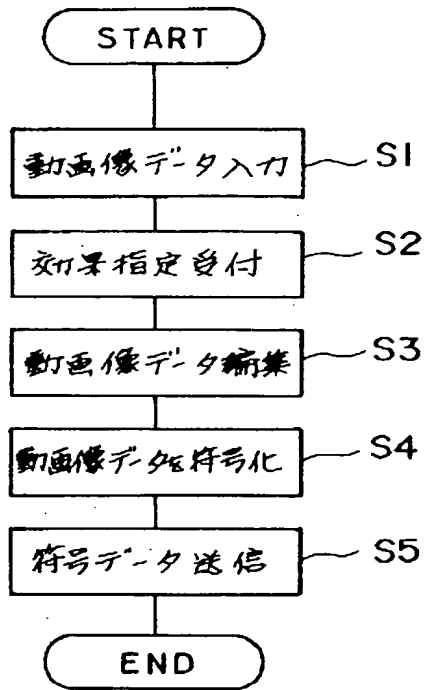 START
動画像データ入力
S1
効果指定受付
S2
動画像データ編集
S3
動画像データを符号化
S4
符号データ送信
S5
END